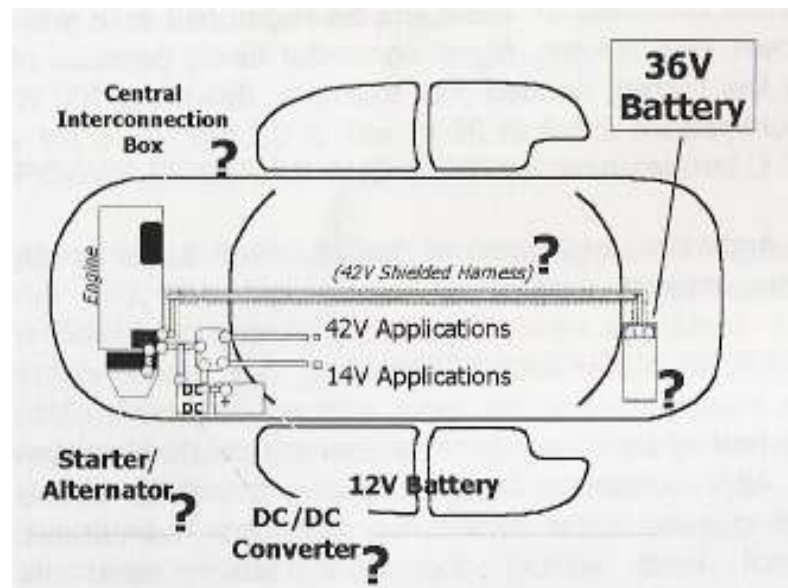 36V
Battery
Central
Interconnection
Box
?
Engine
(42V Shielded Harness)
?
42V Applications
14V Applications
DC
DC
+
?
Starter/
Alternator
?
12V Battery
DC/DC
Converter
?